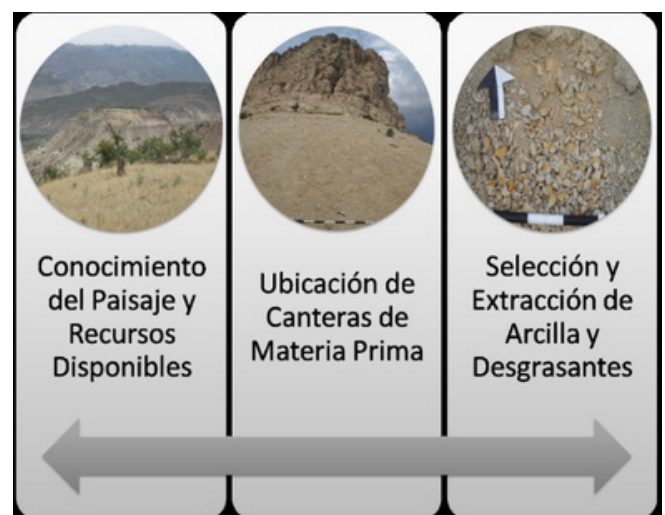 Conocimiento
del Paisaje y
Recursos
Disponibles
Ubicación de
Canteras de
Materia Prima
Selección y
Extracción de
Arcilla y
Desgrasantes